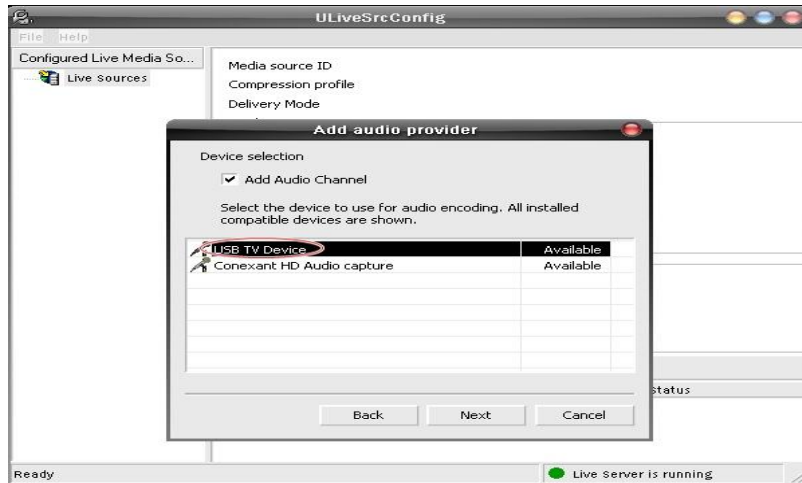 ULiveSrcConfig
File Help
Configured Live Media So...
Live Sources
Media source ID
Compression profile
Delivery Mode
Add audio provider
Device selection
Add Audio Channel
Select the device to use for audio encoding. All installed
compatible devices are shown.
USB TV Device Available
Conexant HD Audio capture Available
Status
Back Next Cancel
Ready Live Server is running